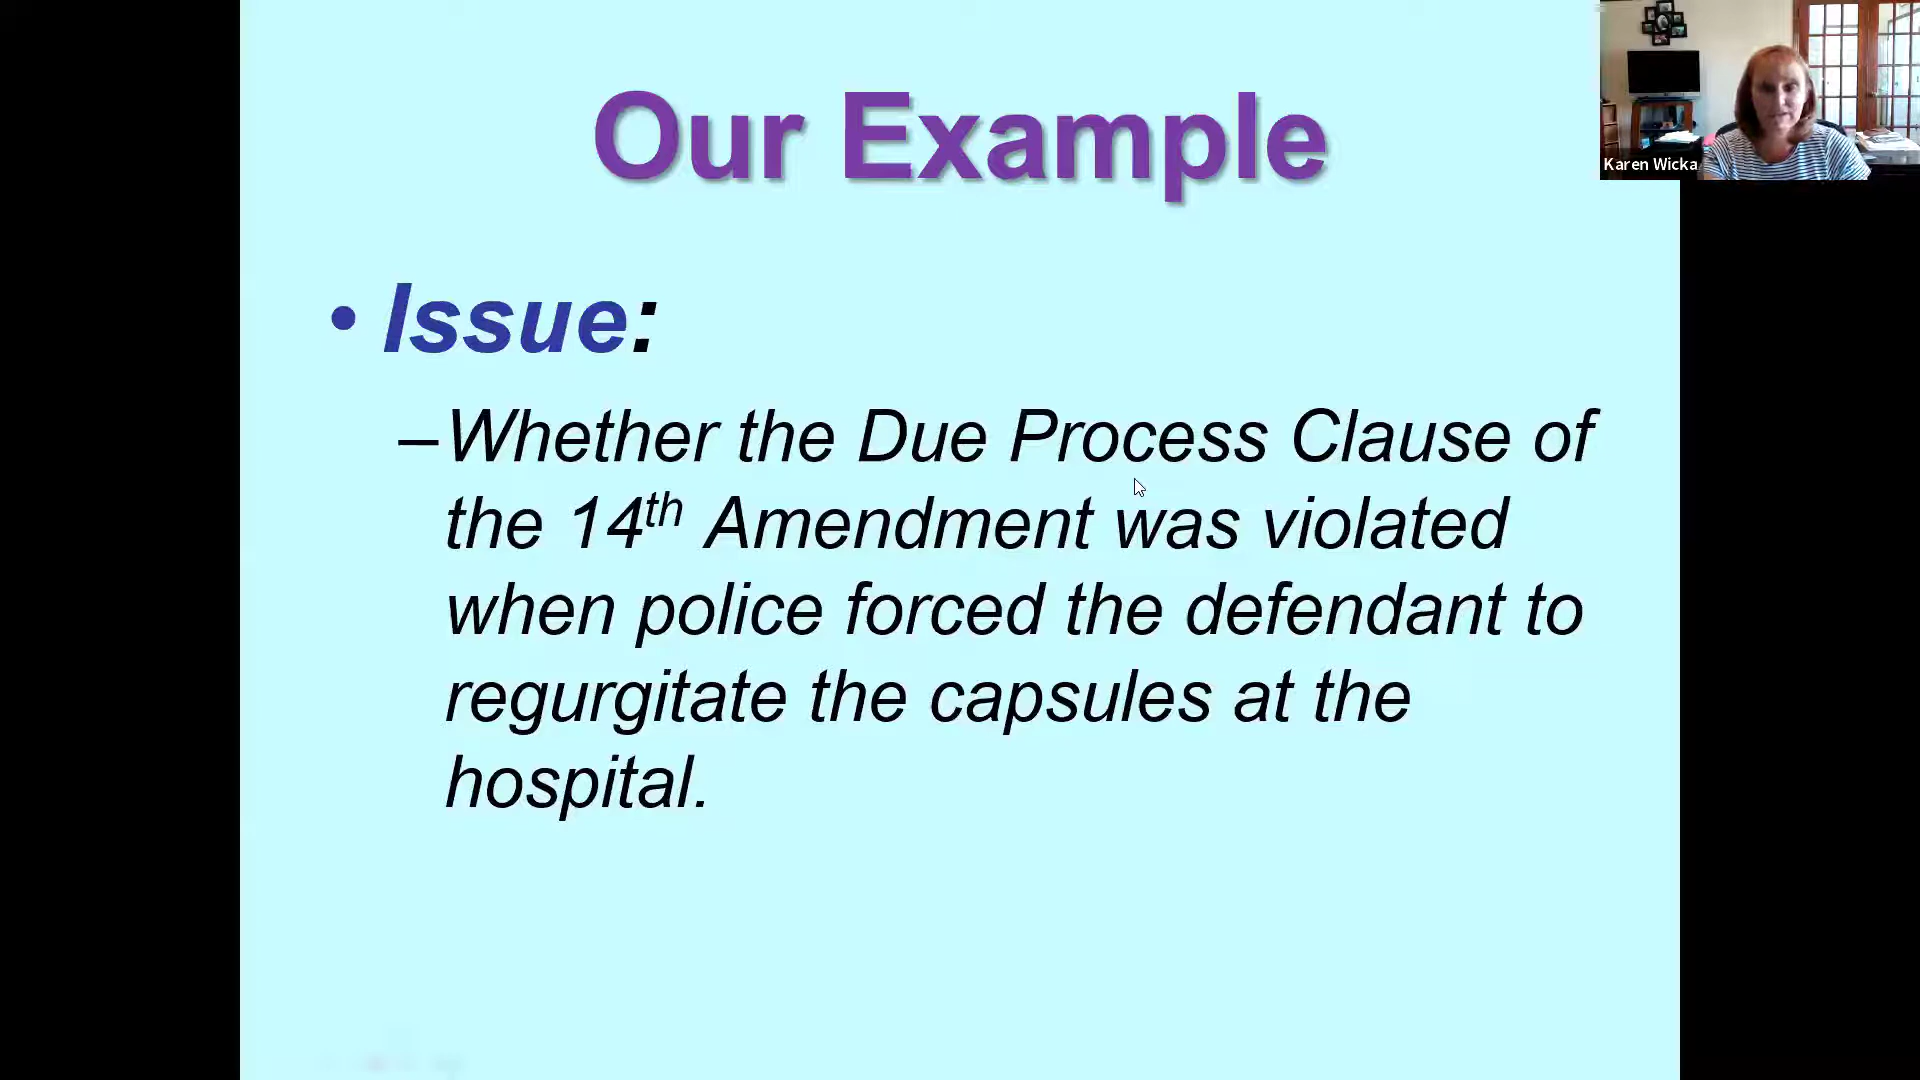 Our Example
• Issue:
–Whether the Due Process Clause of
the 14th Amendment was violated
when police forced the defendant to
regurgitate the capsules at the
hospital.
Karen Wicka